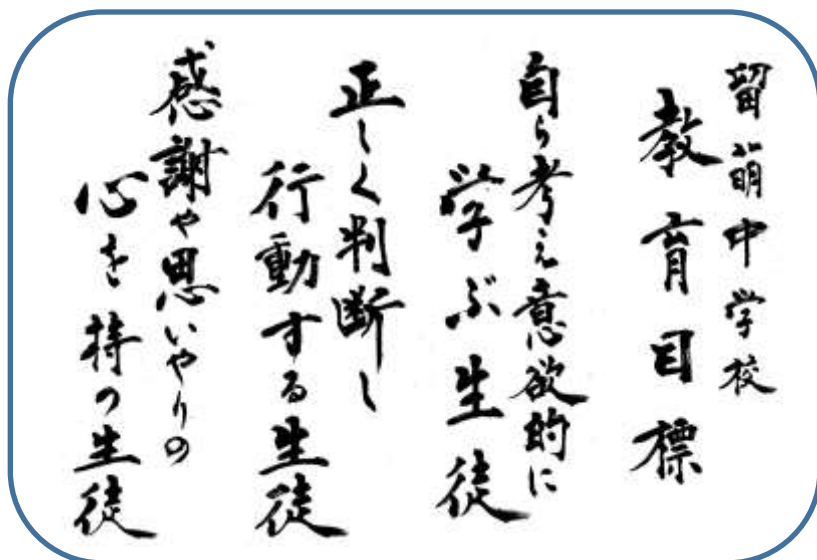 留萌中学校
教育目標
自ら考え意欲的に
学ぶ生徒
正しく判断し
行動する生徒
感謝や思いやりの
心を持つ生徒